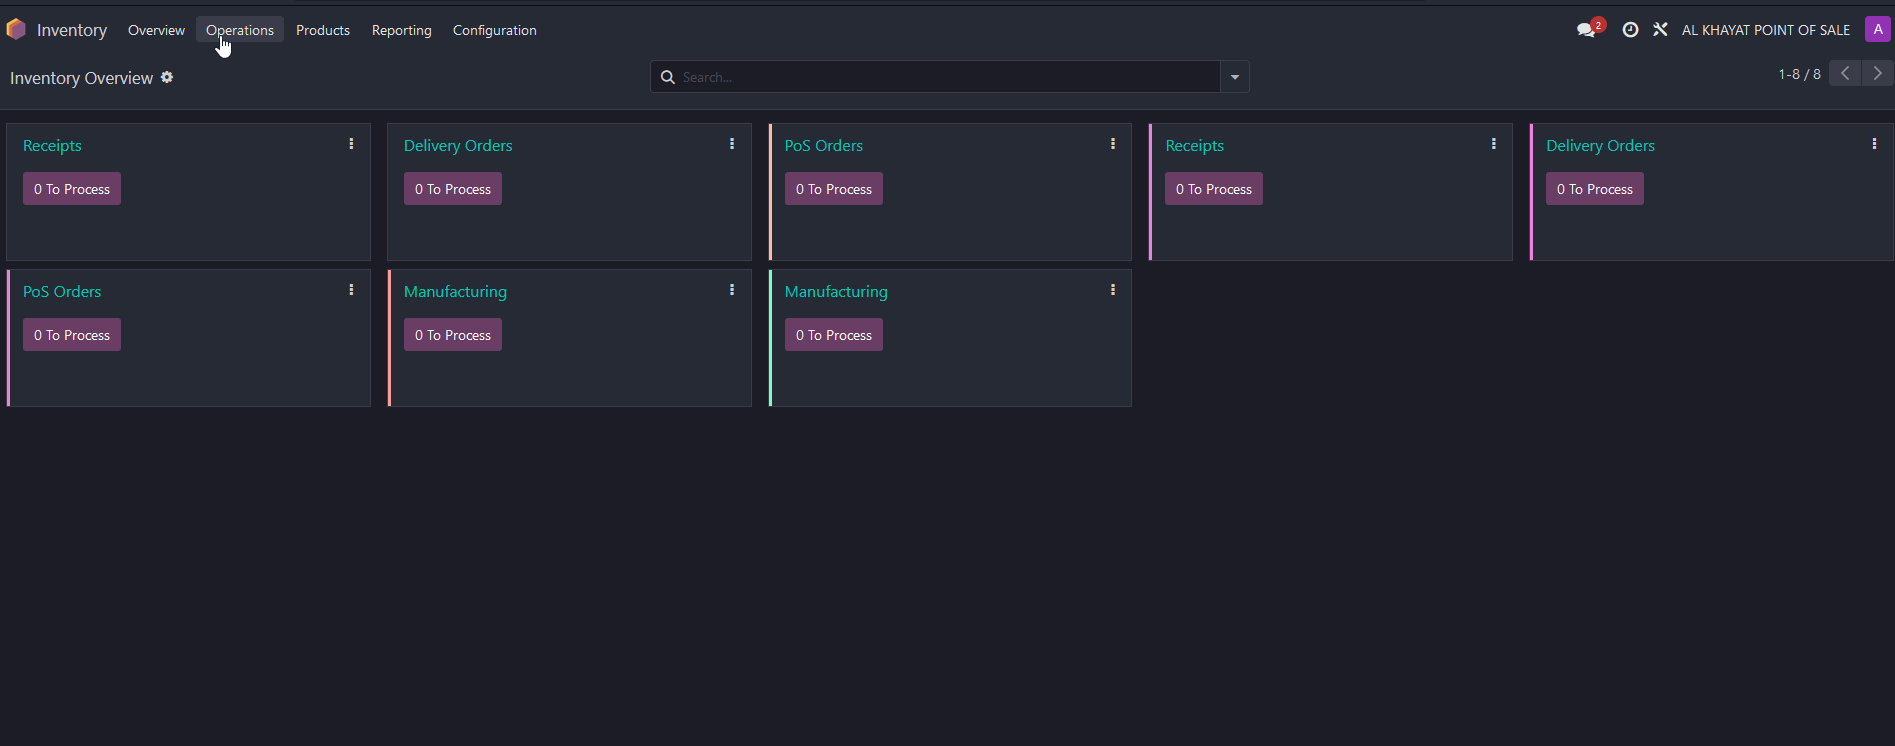 Inventory Overview Operations Products Reporting Configuration 2 AL KHAYAT POINT OF SALE A
Inventory Overview Search... 1-8 / 8
Receipts Delivery Orders PoS Orders Receipts Delivery Orders
0 To Process 0 To Process 0 To Process 0 To Process 0 To Process
PoS Orders Manufacturing Manufacturing
0 To Process 0 To Process 0 To Process